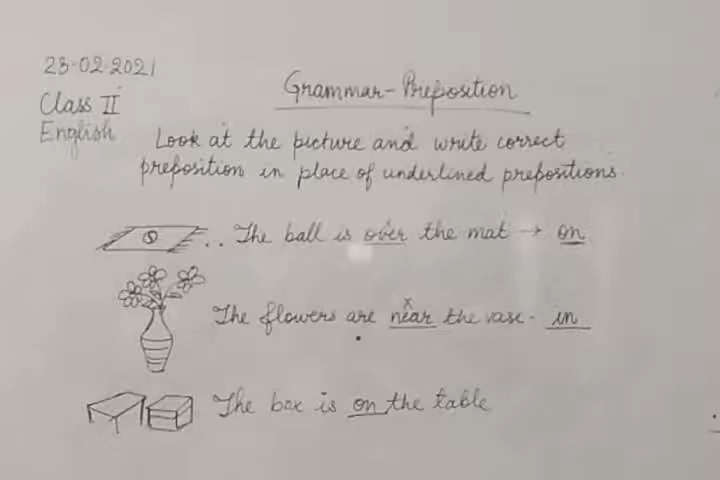 23-02-2021
Class II
English
Grammar-Preposition
Look at the picture and write correct
preposition in place of underlined prepositions.
The ball is over the mat → on
The flowers are near the vase - in
The box is on the table